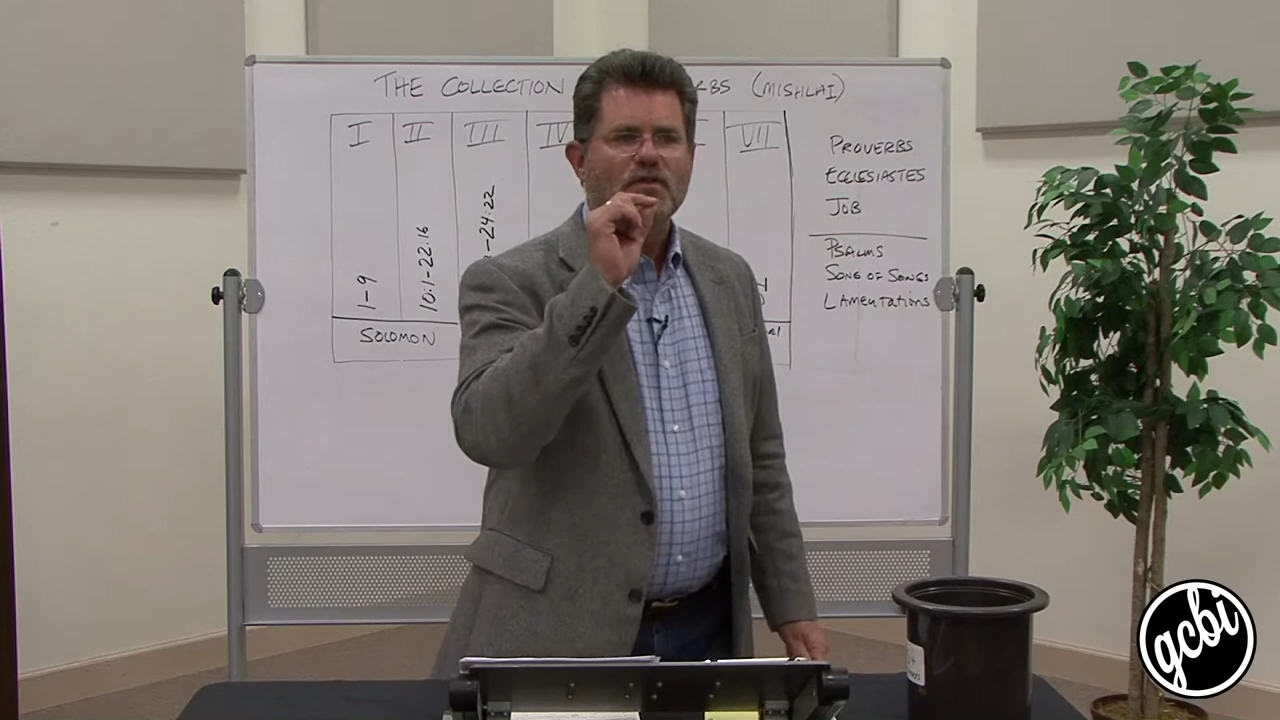 THE COLLECTION RBS (MISHLAI)
I II III IV VII
1-9
10:1-22:16
-24:22
SOLOMON
PROVERBS
ECCLESIASTES
JOB
PSALMS
SONG OF SONGS
LAMENTATIONS
gcbi